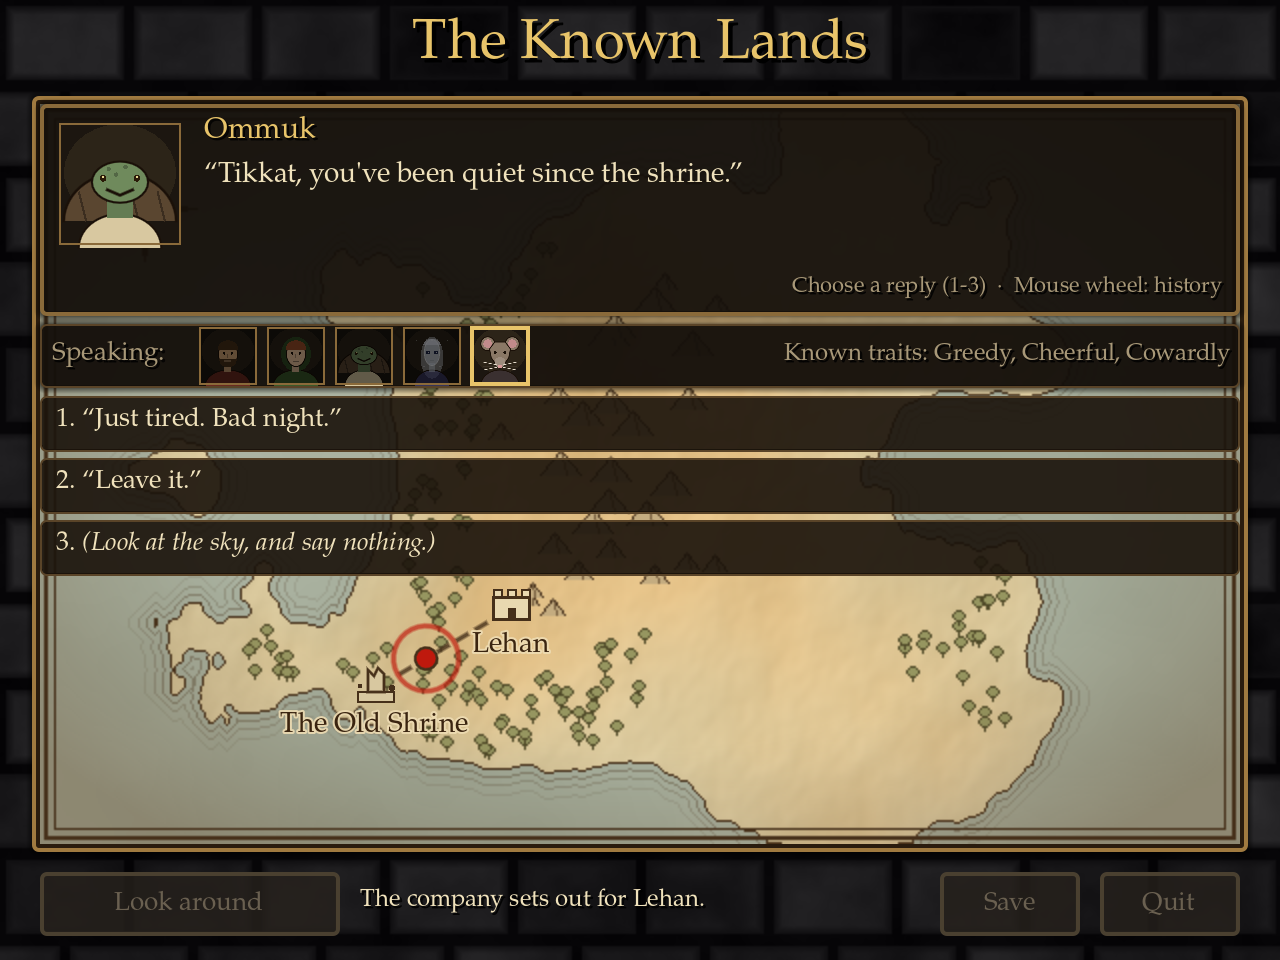 The Known Lands
Ommuk
“Tikkat, you've been quiet since the shrine.”
Choose a reply (1-3) · Mouse wheel: history
Speaking:
Known traits: Greedy, Cheerful, Cowardly
1. “Just tired. Bad night.”
2. “Leave it.”
3. (Look at the sky, and say nothing.)
Lehan
The Old Shrine
Look around
The company sets out for Lehan.
Save
Quit